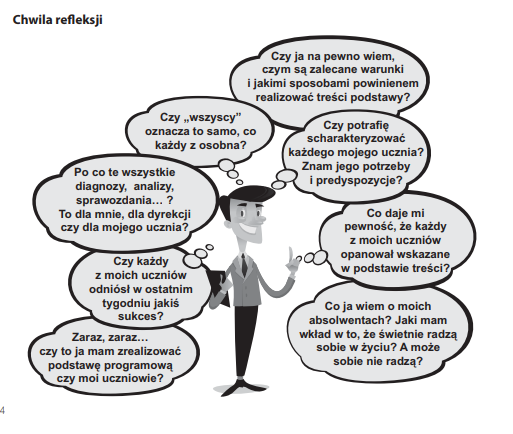 Chwila refleksji
Czy ja na pewno wiem,
czym są zalecane warunki
i jakimi sposobami powinienem
realizować treści podstawy?
Czy „wszyscy”
oznacza to samo, co
każdy z osobna?
Czy potrafię
scharakteryzować
każdego mojego ucznia?
Znam jego potrzeby
i predyspozycje?
Po co te wszystkie
diagnozy, analizy,
sprawozdania... ?
To dla mnie, dla dyrekcji
czy dla mojego ucznia?
Co daje mi
pewność, że każdy
z moich uczniów
opanował wskazane
w podstawie treści?
Czy każdy
z moich uczniów
odniósł w ostatnim
tygodniu jakiś
sukces?
Co ja wiem o moich
absolwentach? Jaki mam
wkład w to, że świetnie radzą
sobie w życiu? A może
sobie nie radzą?
Zaraz, zaraz...
czy to ja mam zrealizować
podstawę programową
czy moi uczniowie?
4